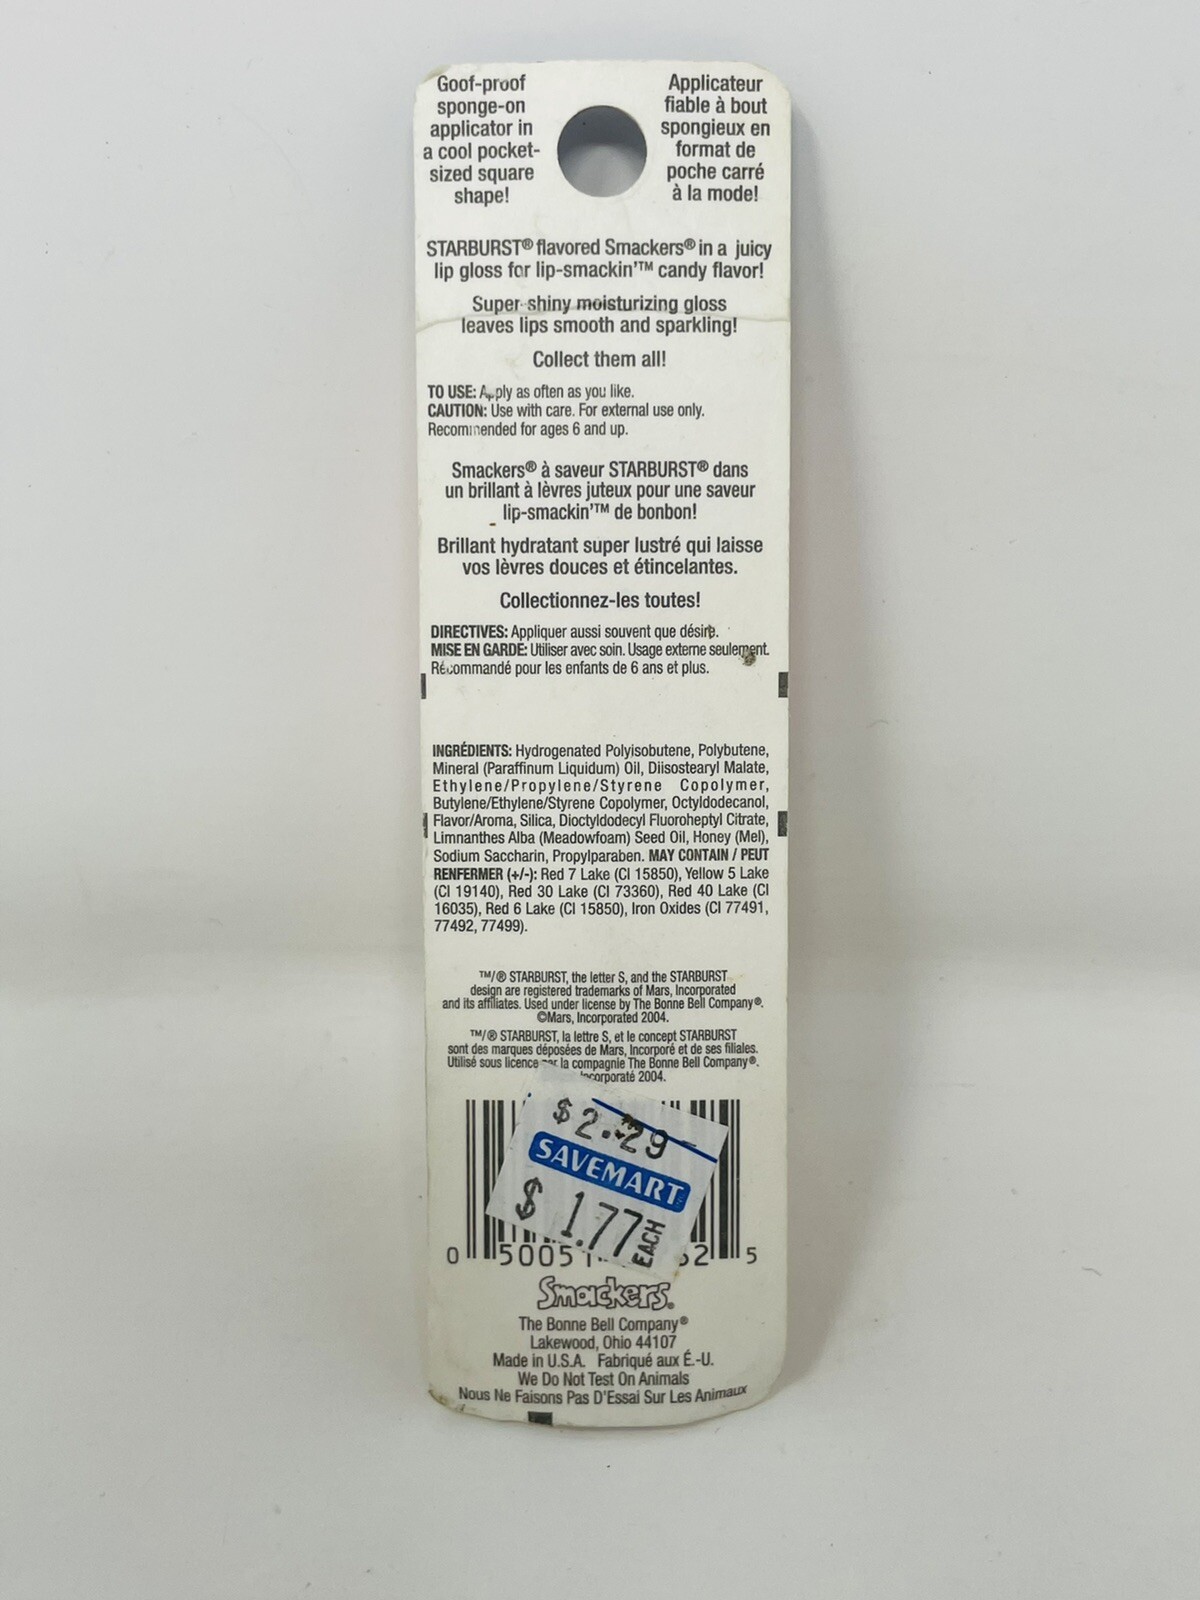 Goof-proof
sponge-on
applicator in
a cool pocket-
sized square
shape!
Applicateur
fiable à bout
spongieux en
format de
poche carré
à la mode!
STARBURST® flavored Smackers® in a juicy
lip gloss for lip-smackin'™ candy flavor!
Super shiny moisturizing gloss
leaves lips smooth and sparkling!
Collect them all!
TO USE: Apply as often as you like.
CAUTION: Use with care. For external use only.
Recommended for ages 6 and up.
Smackers® à saveur STARBURST® dans
un brillant à lèvres juteux pour une saveur
lip-smackin'™ de bonbon!
Brillant hydratant super lustré qui laisse
vos lèvres douces et étincelantes.
Collectionnez-les toutes!
DIRECTIVES: Appliquer aussi souvent que désiré.
MISE EN GARDE: Utiliser avec soin. Usage externe seulement.
Récommandé pour les enfants de 6 ans et plus.
INGRÉDIENTS: Hydrogenated Polyisobutene, Polybutene,
Mineral (Paraffinum Liquidum) Oil, Diisostearyl Malate,
Ethylene/Propylene/Styrene Copolymer,
Butylene/Ethylene/Styrene Copolymer, Octyldodecanol,
Flavor/Aroma, Silica, Dioctyldodecyl Fluoroheptyl Citrate,
Limnanthes Alba (Meadowfoam) Seed Oil, Honey (Mel),
Sodium Saccharin, Propylparaben. MAY CONTAIN / PEUT
RENFERMER (+/-): Red 7 Lake (CI 15850), Yellow 5 Lake
(CI 19140), Red 30 Lake (CI 73360), Red 40 Lake (CI
16035), Red 6 Lake (CI 15850), Iron Oxides (CI 77491,
77492, 77499).
™/® STARBURST, the letter S, and the STARBURST
design are registered trademarks of Mars, Incorporated
and its affiliates. Used under license by The Bonne Bell Company®.
©Mars, Incorporated 2004.
™/® STARBURST, la lettre S, et le concept STARBURST
sont des marques déposées de Mars, Incorporé et de ses filiales.
Utilisé sous licence par la compagnie The Bonne Bell Company®.
Incorporaté 2004.
$2.29
SAVEMART
$ 1.77 EACH
0 5005 62 5
Smackers®
The Bonne Bell Company®
Lakewood, Ohio 44107
Made in U.S.A. Fabriqué aux É.-U.
We Do Not Test On Animals
Nous Ne Faisons Pas D'Essai Sur Les Animaux